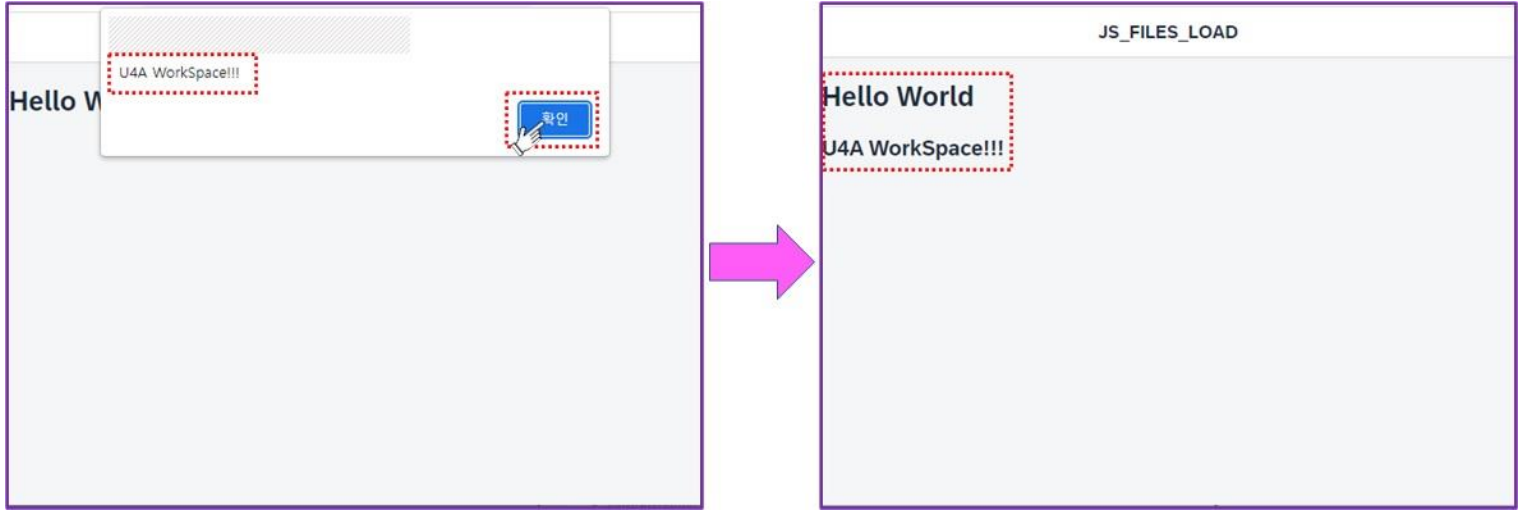 U4A WorkSpace!!!
Hello W
확인
JS_FILES_LOAD
Hello World
U4A WorkSpace!!!